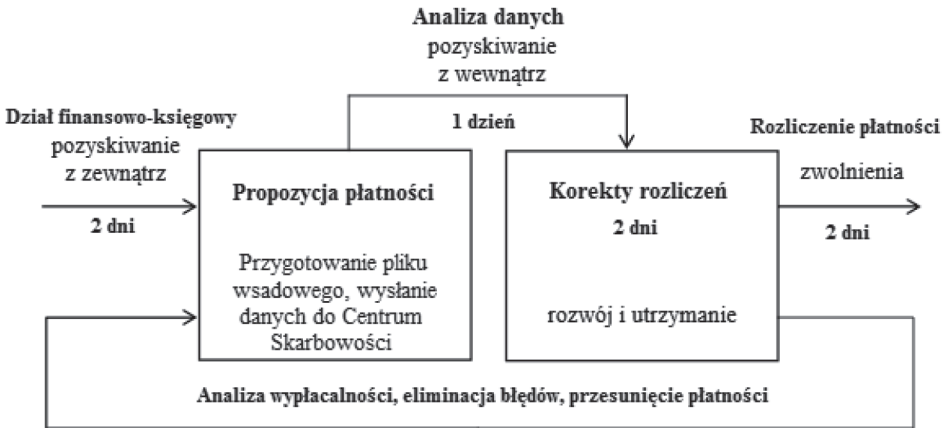 Analiza danych
pozyskiwanie
z wewnątrz
Dział finansowo-księgowy
pozyskiwanie
z zewnątrz
2 dni
1 dzień
Propozycja płatności
Przygotowanie pliku
wsadowego, wysłanie
danych do Centrum
Skarbowości
Korekty rozliczeń
2 dni
rozwój i utrzymanie
Rozliczenie płatności
zwolnienia
2 dni
Analiza wypłacalności, eliminacja błędów, przesunięcie płatności